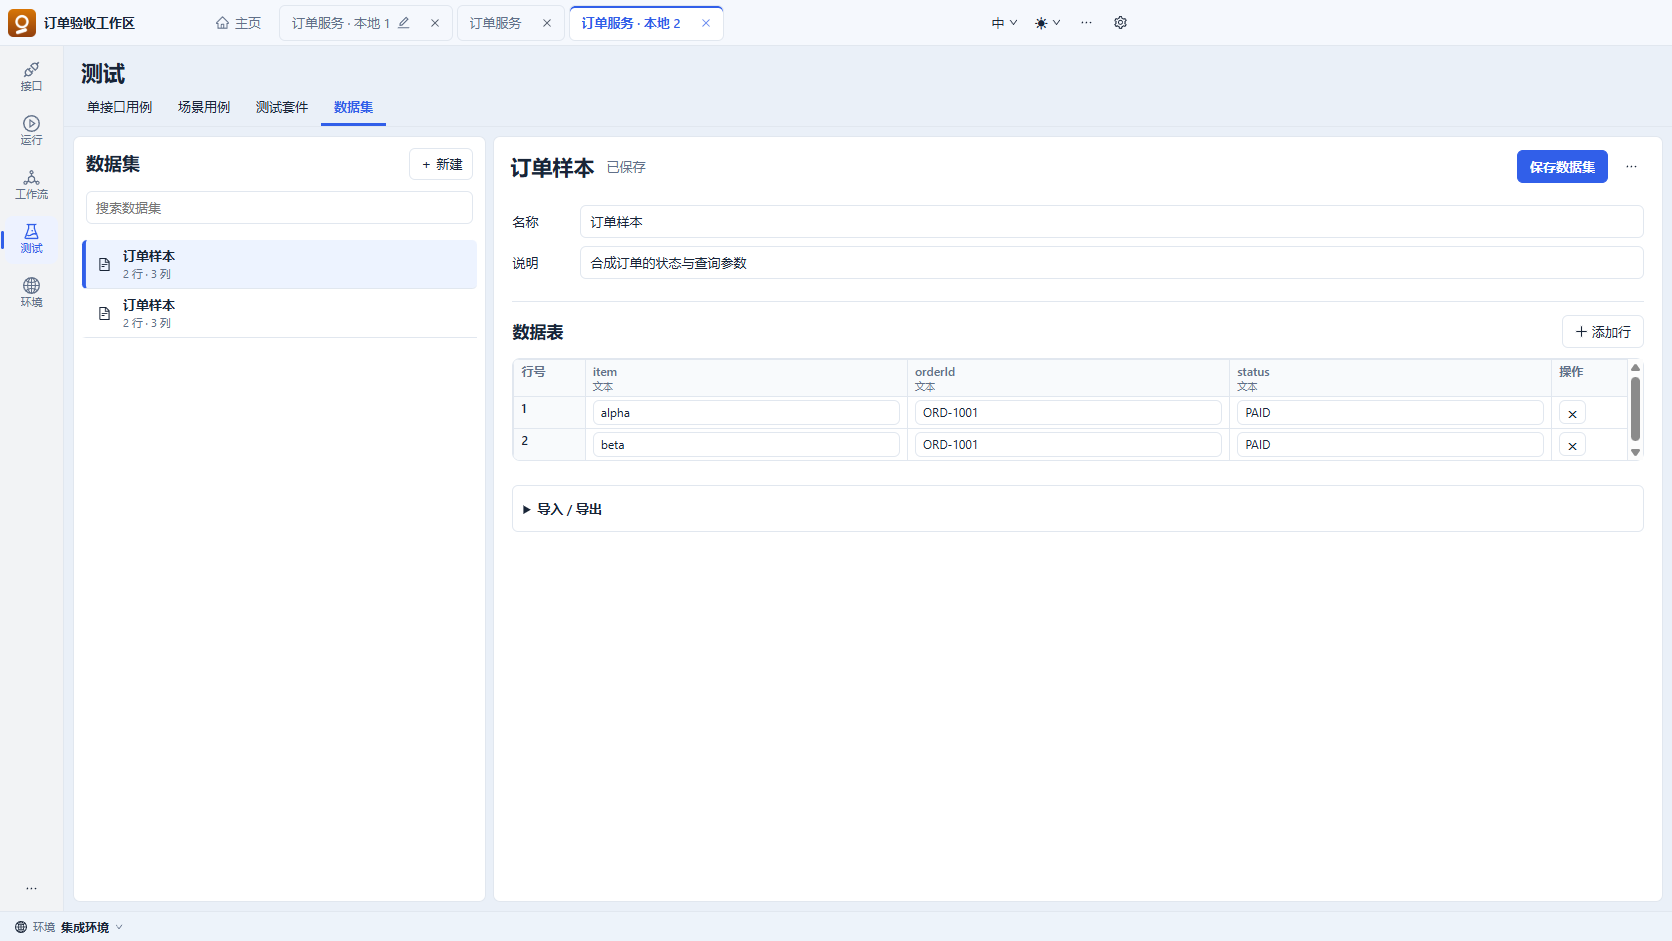 订单验收工作区
主页
订单服务 · 本地 1
订单服务
订单服务 · 本地 2
中
接口
运行
工作流
测试
环境
测试
单接口用例
场景用例
测试套件
数据集
数据集
+ 新建
搜索数据集
订单样本
2 行 · 3 列
订单样本
2 行 · 3 列
订单样本 已保存
保存数据集
名称 订单样本
说明 合成订单的状态与查询参数
数据表
添加行
行号 item orderId status 操作
文本 文本 文本
1 alpha ORD-1001 PAID
2 beta ORD-1001 PAID
导入 / 导出
环境 集成环境